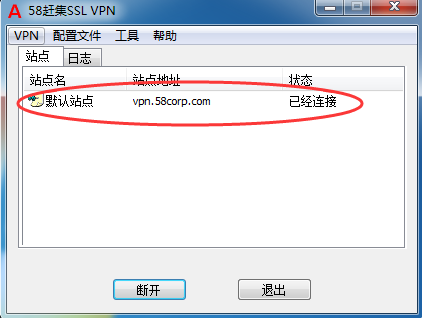 58赶集SSL VPN
VPN 配置文件 工具 帮助
站点 日志
站点名 站点地址 状态
默认站点 vpn.58corp.com 已经连接
断开 退出